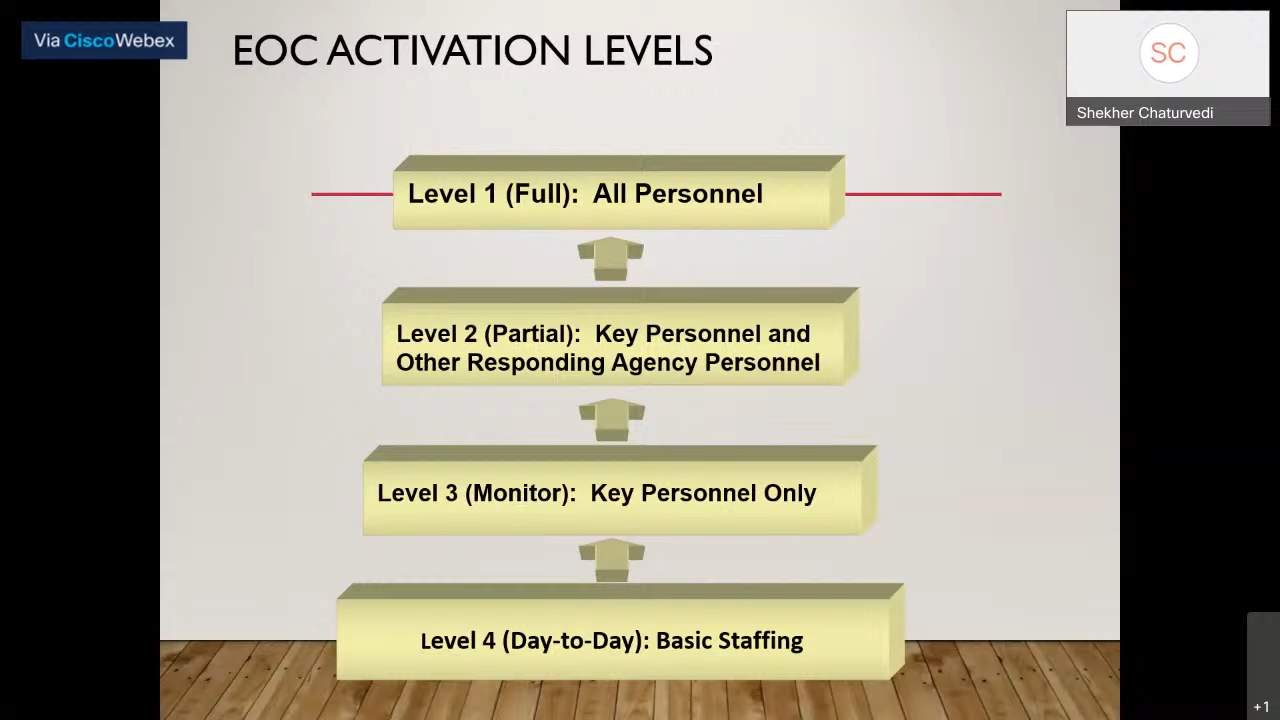 Via CiscoWebex
EOC ACTIVATION LEVELS
SC
Shekher Chaturvedi
Level 1 (Full):  All Personnel
Level 2 (Partial):  Key Personnel and
Other Responding Agency Personnel
Level 3 (Monitor):  Key Personnel Only
Level 4 (Day-to-Day): Basic Staffing
+1